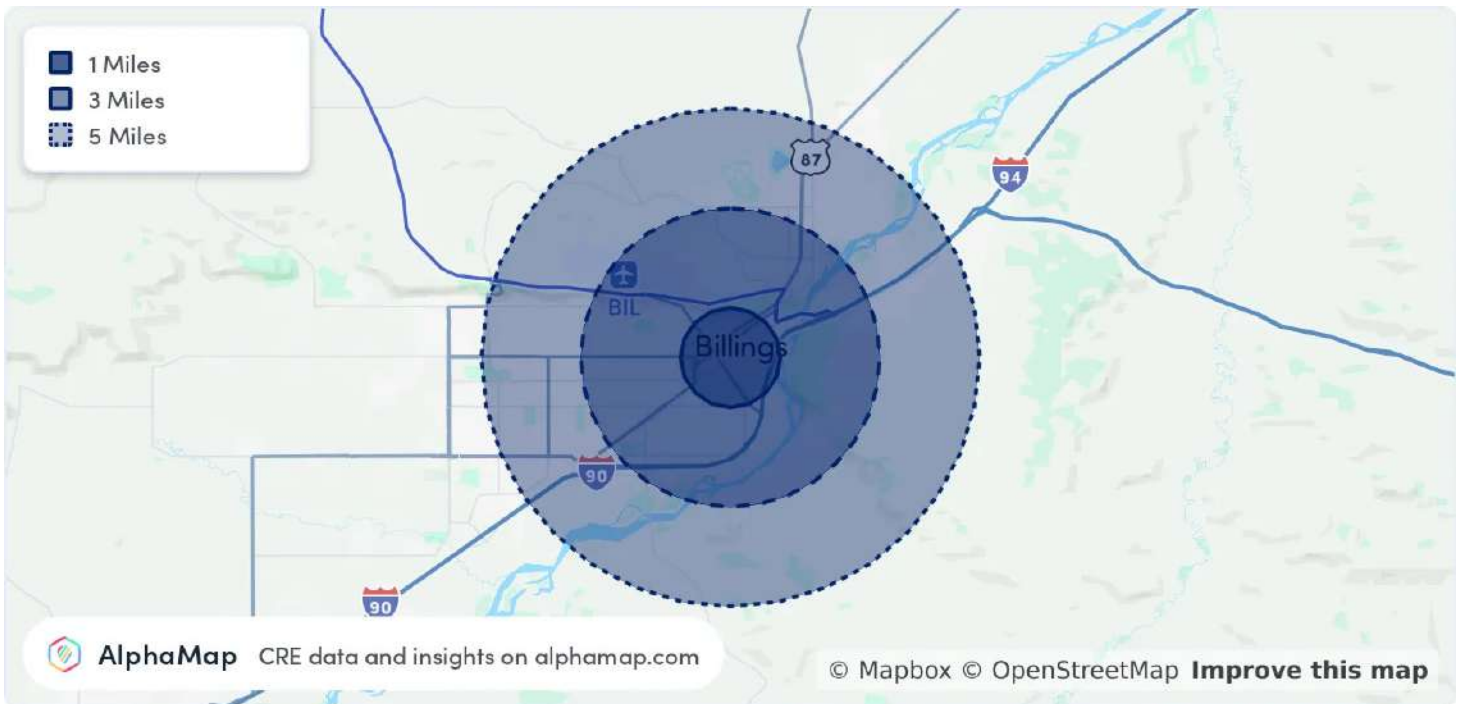 1 Miles
3 Miles
5 Miles
87
94
BIL
Billings
90
90
AlphaMap CRE data and insights on alphamap.com
© Mapbox © OpenStreetMap Improve this map